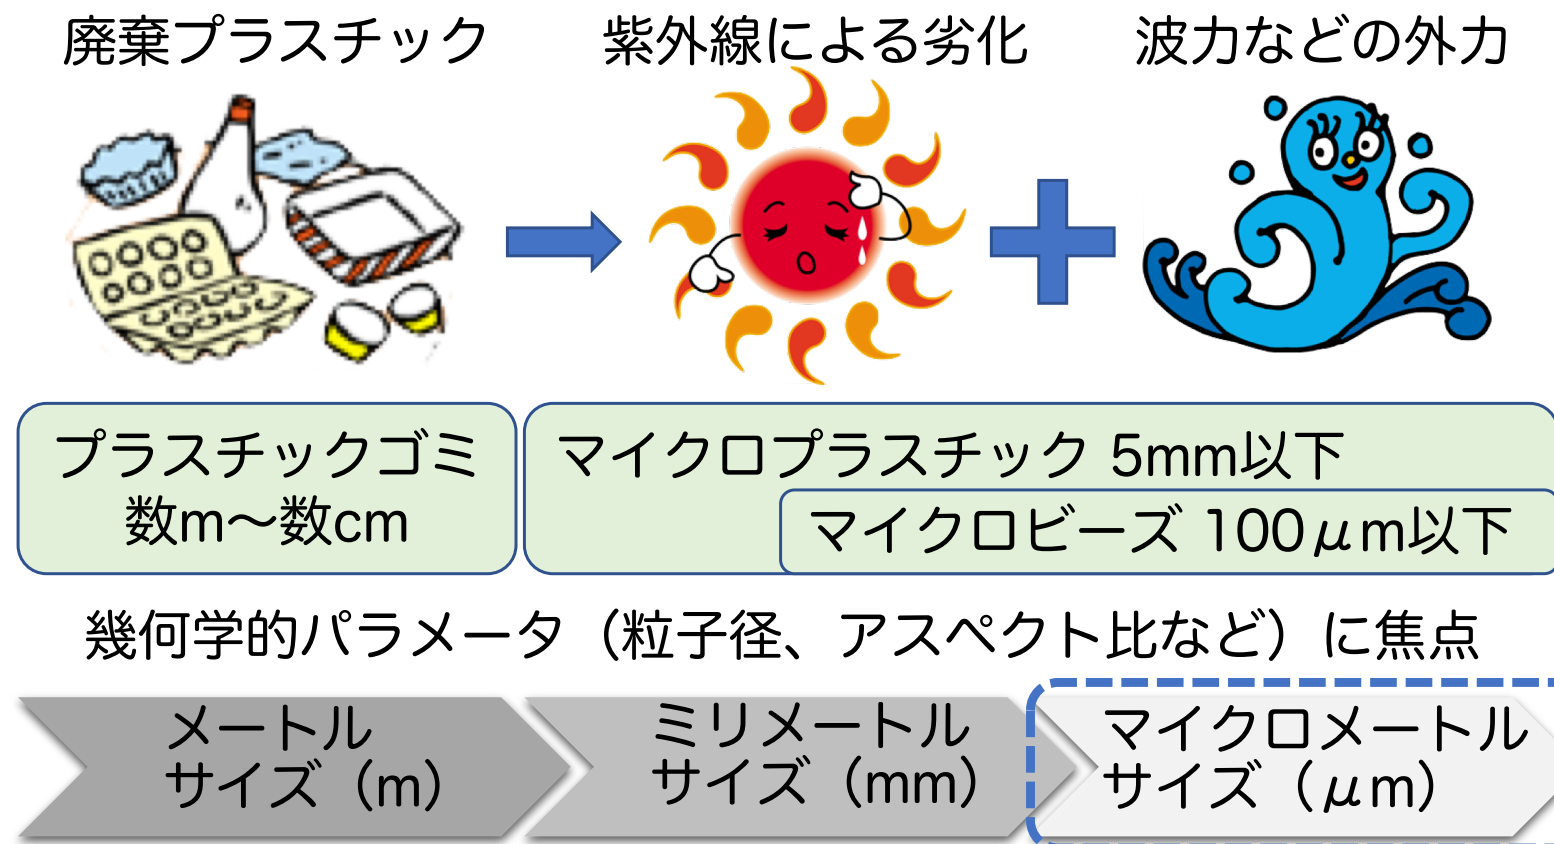 廃棄プラスチック
紫外線による劣化
波力などの外力
プラスチックゴミ
数m〜数cm
マイクロプラスチック 5mm以下
マイクロビーズ 100μm以下
幾何学的パラメータ（粒子径、アスペクト比など）に焦点
メートル
サイズ（m）
ミリメートル
サイズ（mm）
マイクロメートル
サイズ（μm）